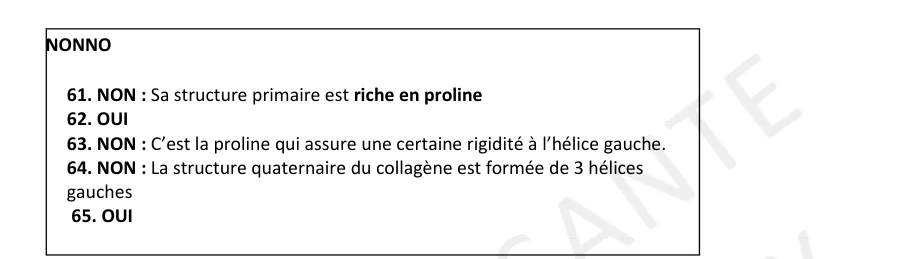 NONNO
61. NON : Sa structure primaire est riche en proline
62. OUI
63. NON : C’est la proline qui assure une certaine rigidité à l’hélice gauche.
64. NON : La structure quaternaire du collagène est formée de 3 hélices
gauches
65. OUI
SANTE